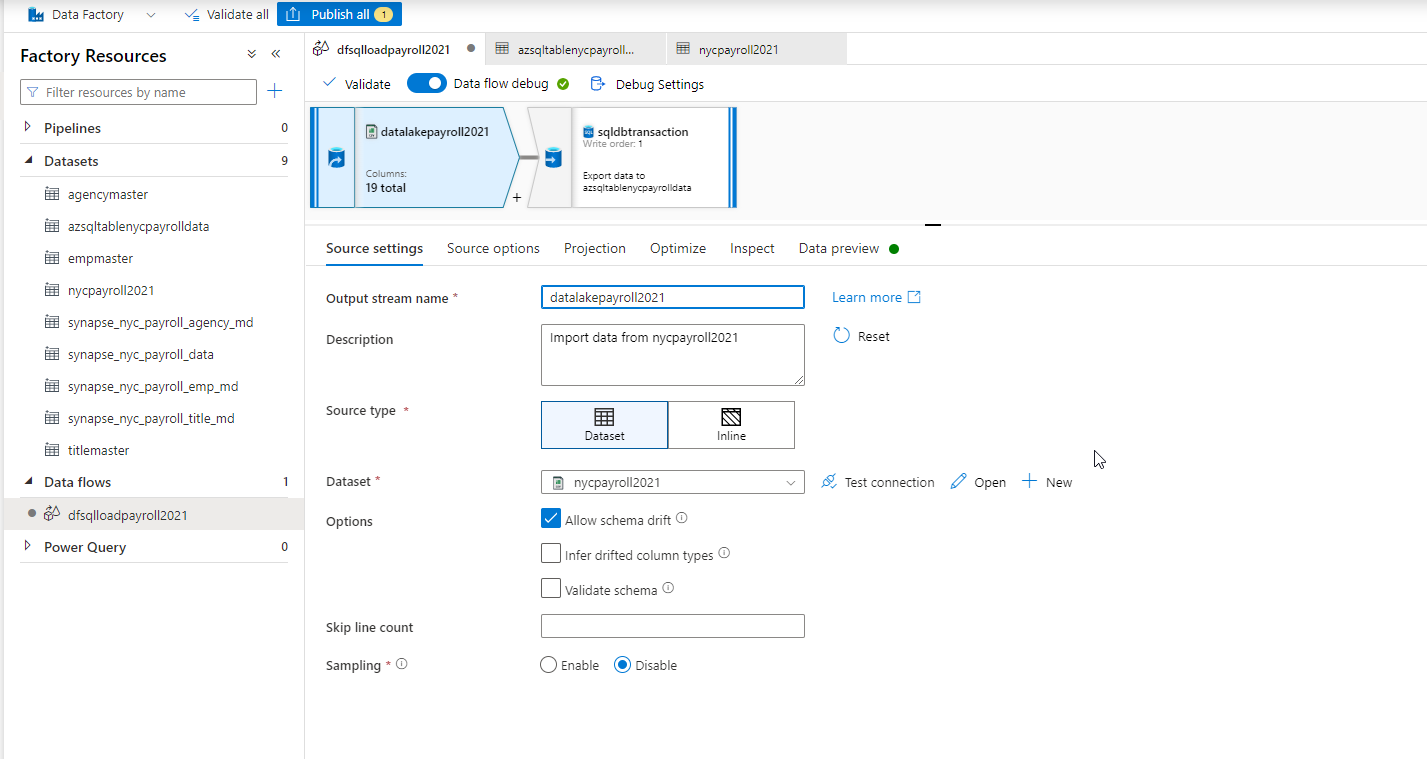 Data Factory
Validate all
Publish all 1
Factory Resources
Filter resources by name
Pipelines 0
Datasets 9
agencymaster
azsqltablenycpayrolldata
empmaster
nycpayroll2021
synapse_nyc_payroll_agency_md
synapse_nyc_payroll_data
synapse_nyc_payroll_emp_md
synapse_nyc_payroll_title_md
titlemaster
Data flows 1
dfsqlloadpayroll2021
Power Query 0
dfsqlloadpayroll2021
azsqltablenycpayroll...
nycpayroll2021
Validate
Data flow debug
Debug Settings
datalakepayroll2021
Columns:
19 total
+
sqldbtransaction
Write order: 1
Export data to
azsqltablenycpayrolldata
Source settings
Source options
Projection
Optimize
Inspect
Data preview
Output stream name *
datalakepayroll2021
Learn more
Description
Import data from nycpayroll2021
Reset
Source type *
Dataset
Inline
Dataset *
nycpayroll2021
Test connection
Open
New
Options
Allow schema drift
Infer drifted column types
Validate schema
Skip line count
Sampling *
Enable
Disable